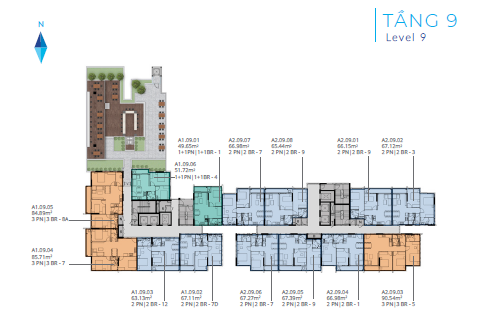 N
TẦNG 9
Level 9
A1.09.01
49.65m²
1+1PN|1+1BR - 1
A2.09.07
66.98m²
2 PN|2 BR - 7
A2.09.08
65.44m²
2 PN|2 BR - 9
A2.09.01
66.15m²
2 PN|2 BR - 9
A2.09.02
67.12m²
2 PN|2 BR - 3
A1.09.06
51.72m²
1+1PN|1+1BR - 4
A1.09.05
84.89m²
3 PN|3 BR - 8A
A1.09.04
85.71m²
3 PN|3 BR - 7
A1.09.03
63.13m²
2 PN|2 BR - 12
A1.09.02
67.11m²
2 PN|2 BR - 7D
A2.09.06
67.27m²
2 PN|2 BR - 7
A2.09.05
67.39m²
2 PN|2 BR - 9
A2.09.04
66.98m²
2 PN|2 BR - 1
A2.09.03
90.54m²
3 PN|3 BR - 5